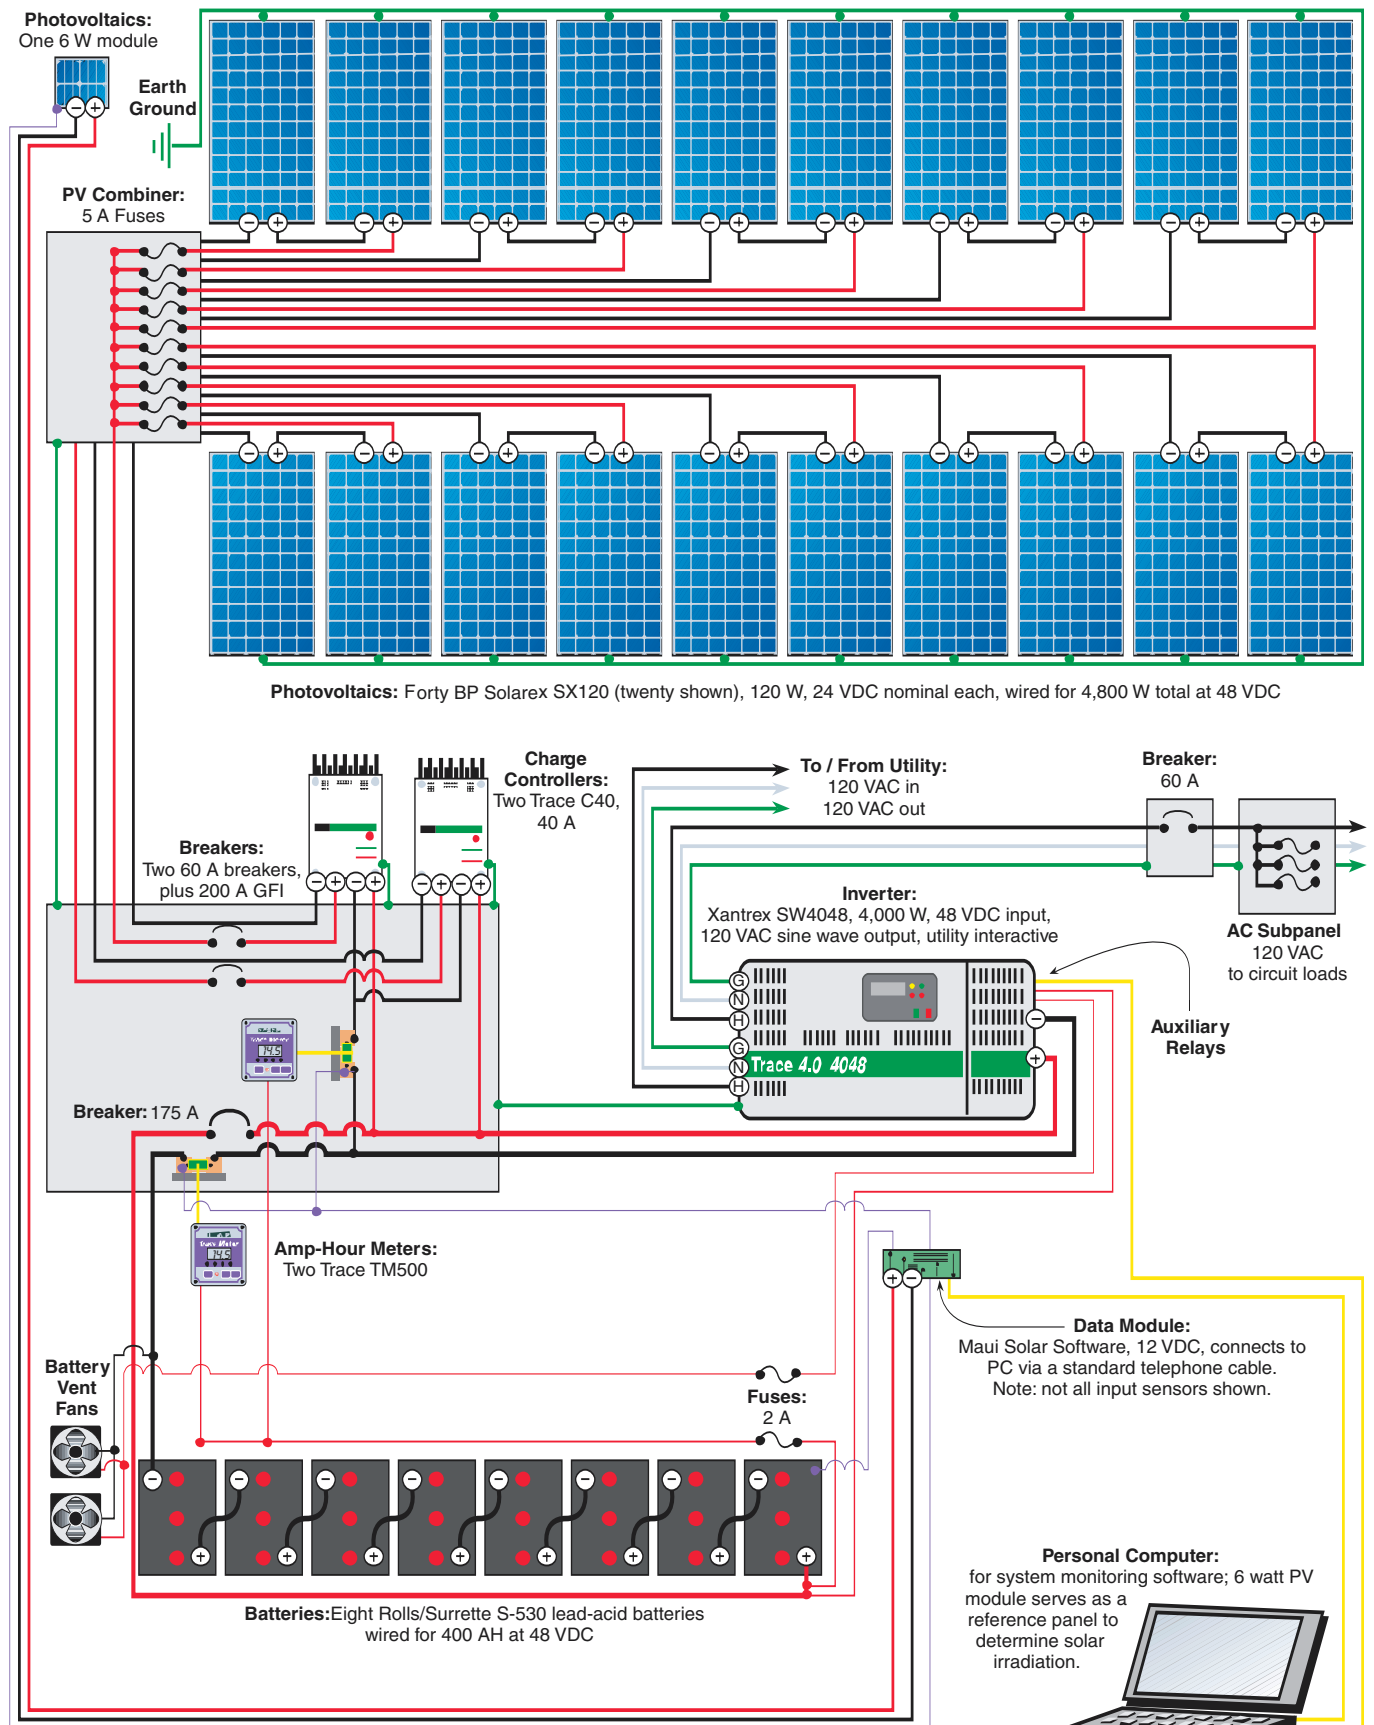 Photovoltaics:
One 6 W module
Earth
Ground
PV Combiner:
5 A Fuses
Photovoltaics: Forty BP Solarex SX120 (twenty shown), 120 W, 24 VDC nominal each, wired for 4,800 W total at 48 VDC
Charge
Controllers:
Two Trace C40,
40 A
Breakers:
Two 60 A breakers,
plus 200 A GFI
To / From Utility:
120 VAC in
120 VAC out
Breaker:
60 A
Inverter:
Xantrex SW4048, 4,000 W, 48 VDC input,
120 VAC sine wave output, utility interactive
AC Subpanel
120 VAC
to circuit loads
Auxiliary
Relays
G
N
H
G
N
H
Trace 4.0 4048
14.5
Breaker: 175 A
Trace Meter
14.5
Amp-Hour Meters:
Two Trace TM500
Data Module:
Maui Solar Software, 12 VDC, connects to
PC via a standard telephone cable.
Note: not all input sensors shown.
Battery
Vent
Fans
Fuses:
2 A
Batteries: Eight Rolls/Surrette S-530 lead-acid batteries
wired for 400 AH at 48 VDC
Personal Computer:
for system monitoring software; 6 watt PV
module serves as a
reference panel to
determine solar
irradiation.